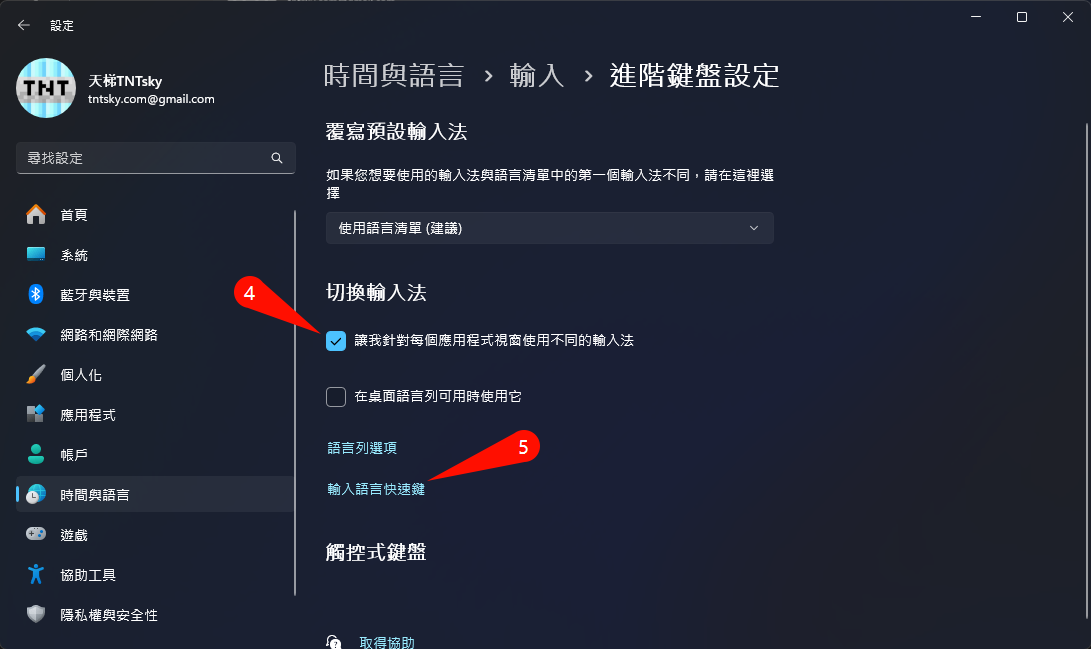 設定
TNT
天梯TNTsky
tntsky.com@gmail.com
尋找設定
首頁
系統
藍牙與裝置
網路和網際網路
個人化
應用程式
帳戶
時間與語言
遊戲
協助工具
隱私權與安全性
時間與語言 › 輸入 › 進階鍵盤設定
覆寫預設輸入法
如果您想要使用的輸入法與語言清單中的第一個輸入法不同，請在這裡選
擇
使用語言清單 (建議)
切換輸入法
4
讓我針對每個應用程式視窗使用不同的輸入法
在桌面語言列可用時使用它
語言列選項
5
輸入語言快速鍵
觸控式鍵盤
取得協助